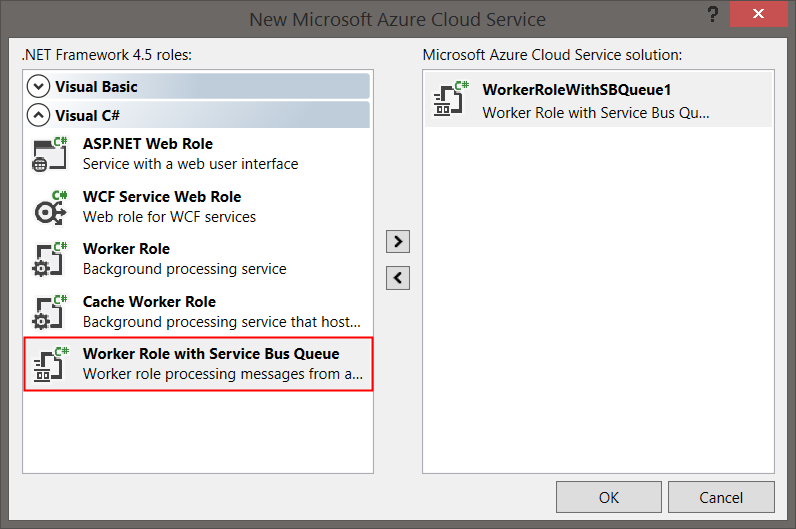 New Microsoft Azure Cloud Service
?
.NET Framework 4.5 roles:
Visual Basic
Visual C#
C#
ASP.NET Web Role
Service with a web user interface
C#
WCF Service Web Role
Web role for WCF services
C#
Worker Role
Background processing service
C#
Cache Worker Role
Background processing service that host...
C#
Worker Role with Service Bus Queue
Worker role processing messages from a...
Microsoft Azure Cloud Service solution:
C#
WorkerRoleWithSBQueue1
Worker Role with Service Bus Qu...
OK
Cancel